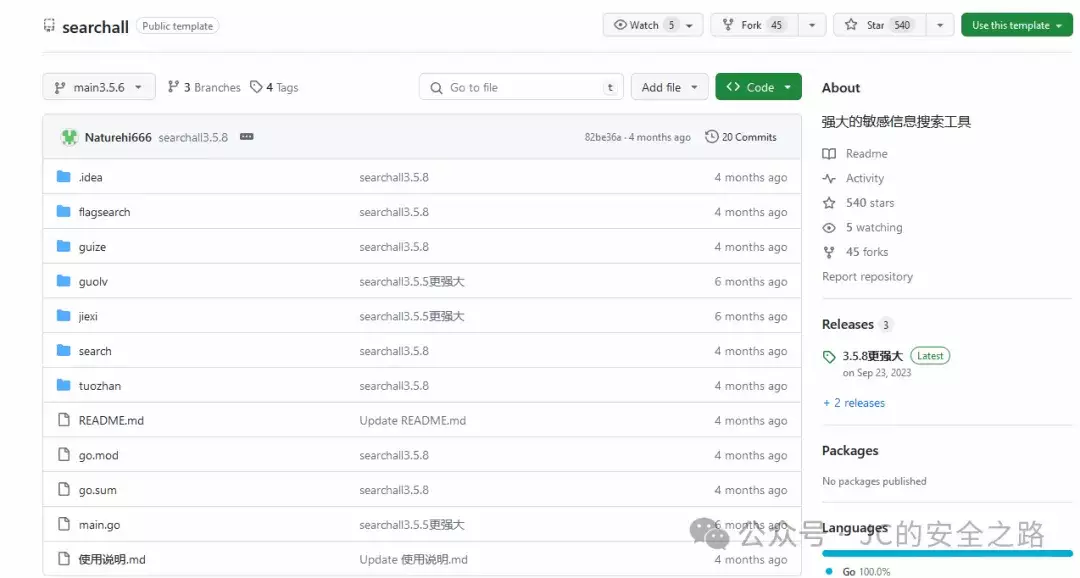 searchall Public template Watch 5 Fork 45 Star 540 Use this template
main3.5.6 3 Branches 4 Tags Go to file t Add file Code
Naturehi666 searchall3.5.8 82be36a · 4 months ago 20 Commits
.idea searchall3.5.8 4 months ago
flagsearch searchall3.5.8 4 months ago
guize searchall3.5.8 4 months ago
guolv searchall3.5.5更强大 6 months ago
jiexi searchall3.5.5更强大 6 months ago
search searchall3.5.8 4 months ago
tuozhan searchall3.5.8 4 months ago
README.md Update README.md 4 months ago
go.mod searchall3.5.8 4 months ago
go.sum searchall3.5.8 4 months ago
main.go searchall3.5.5更强大 6 months ago
使用说明.md Update 使用说明.md 4 months ago
About
强大的敏感信息搜索工具
Readme
Activity
540 stars
5 watching
45 forks
Report repository
Releases 3
3.5.8更强大 Latest
on Sep 23, 2023
+ 2 releases
Packages
No packages published
Languages
公众号 · JC的安全之路
Go 100.0%